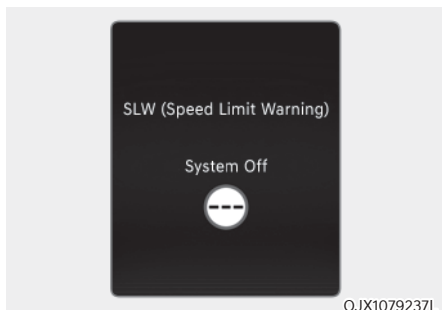 SLW (Speed Limit Warning)
System Off
---
OJX1079237L